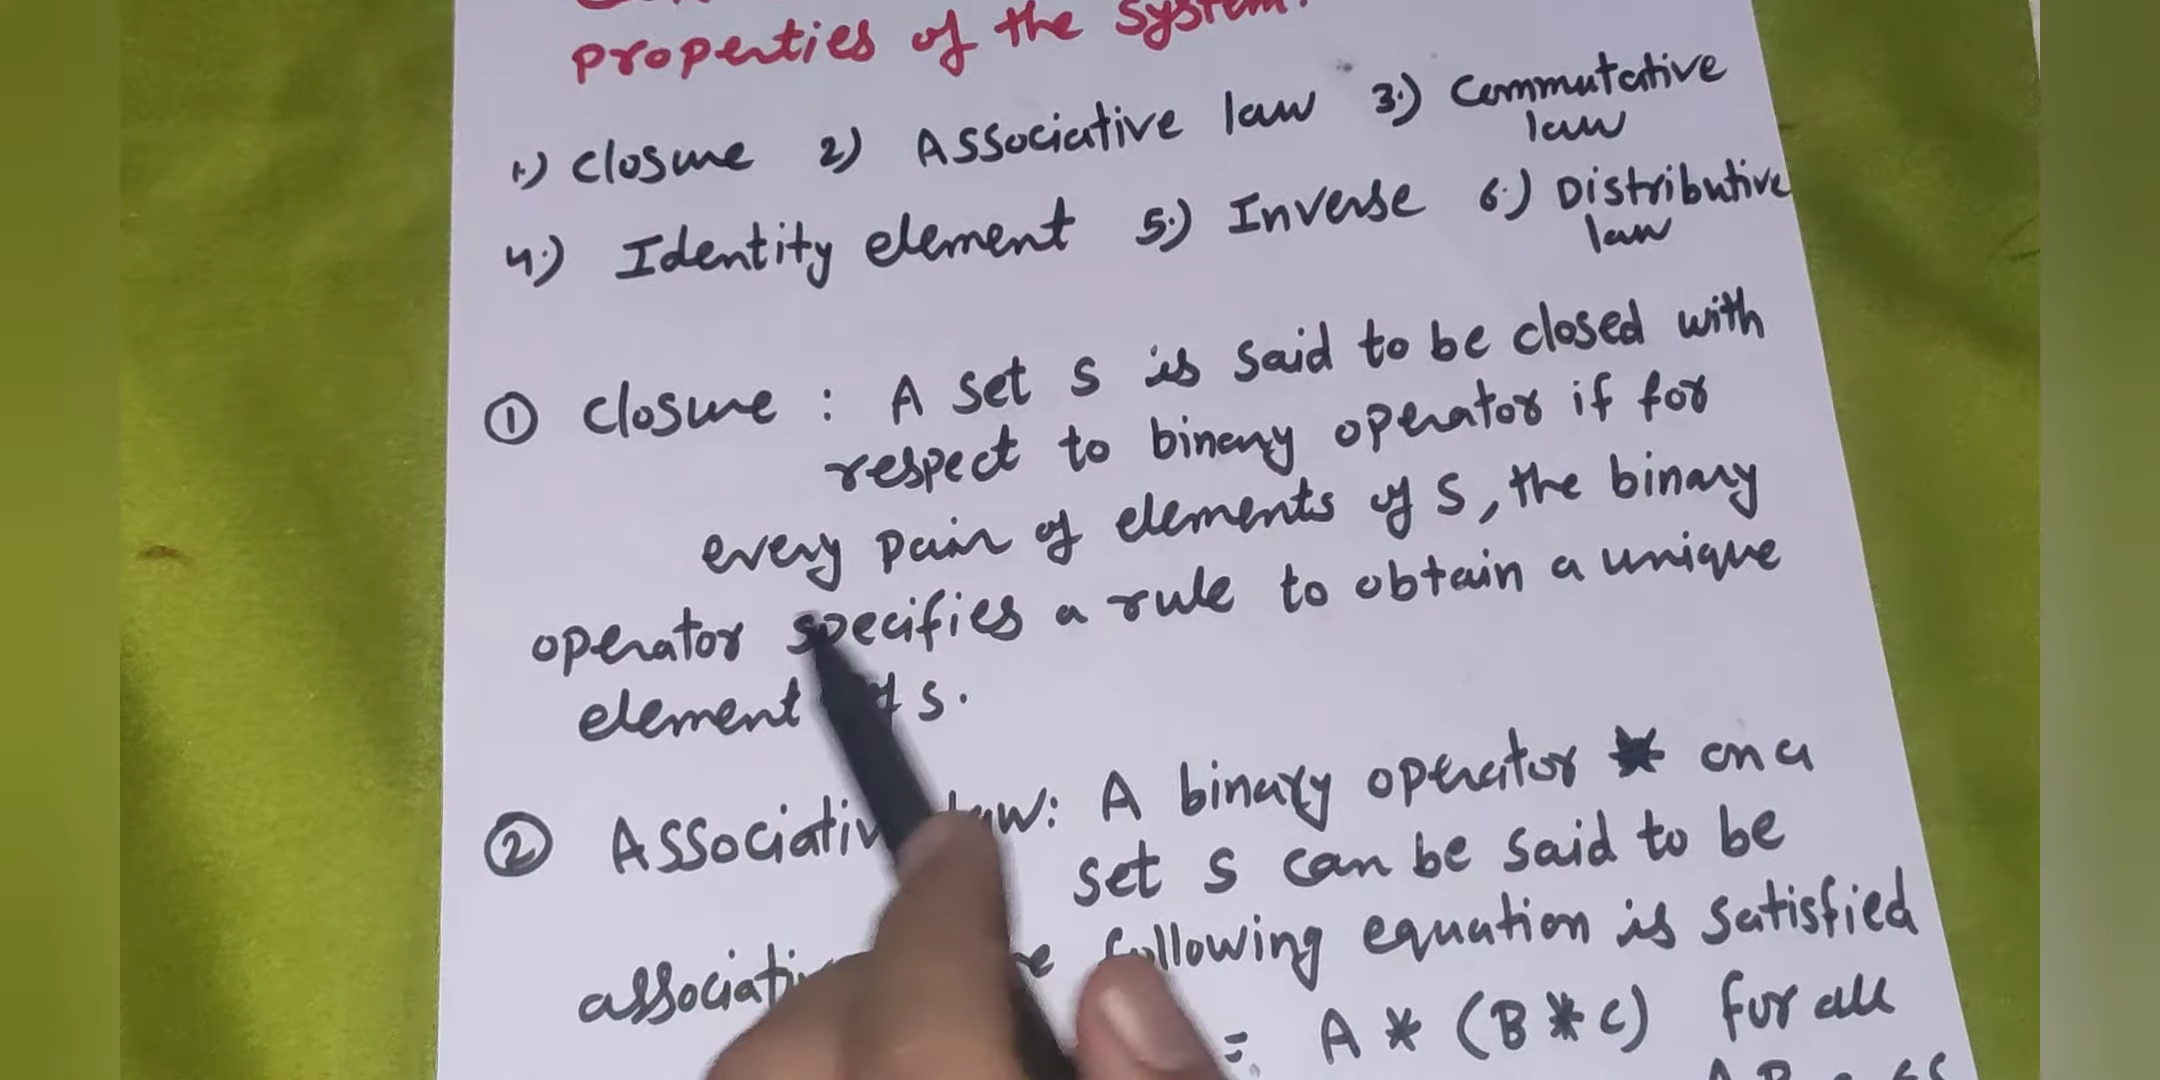 properties of the system.
1.) closure 2) Associative law 3.) Commutative
law
4.) Identity element 5.) Inverse 6.) Distributive
law
① closure : A set S is said to be closed with
respect to binary operator if for
every pair of elements of S, the binary
operator specifies a rule to obtain a unique
element S.
② Associative law: A binary operator * on a
set S can be said to be
following equation is satisfied
= A * (B * C) for all